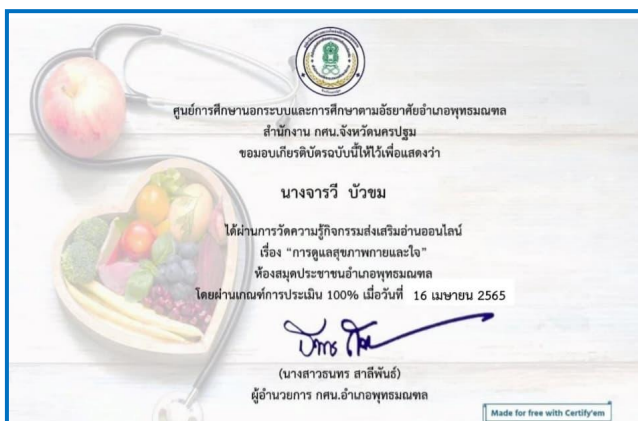 ศูนย์การศึกษานอกระบบและการศึกษาตามอัธยาศัยอำเภอพุทธมณฑล
สำนักงาน กศน.จังหวัดนครปฐม
ขอมอบเกียรติบัตรฉบับนี้ให้ไว้เพื่อแสดงว่า
นางจารวี บัวขม
ได้ผ่านการวัดความรู้กิจกรรมส่งเสริมอ่านออนไลน์
เรื่อง “การดูแลสุขภาพกายและใจ”
ห้องสมุดประชาชนอำเภอพุทธมณฑล
โดยผ่านเกณฑ์การประเมิน 100% เมื่อวันที่ 16 เมษายน 2565
(นางสาวธนทร สาลีพันธ์)
ผู้อำนวยการ กศน.อำเภอพุทธมณฑล
Made for free with Certify'em